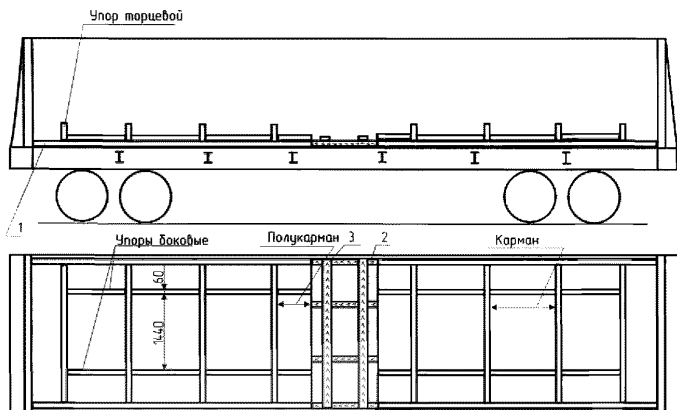 Упор торцевой
1
Упоры боковые
Полукарман
3
2
Карман
60
1440